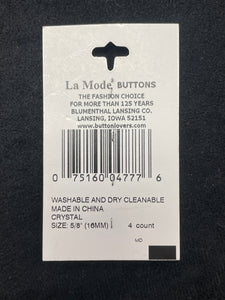 La Mode® BUTTONS
THE FASHION CHOICE
FOR MORE THAN 125 YEARS
BLUMENTHAL LANSING CO.
LANSING, IOWA 52151
www.buttonlovers.com
0 75160 04777 6
WASHABLE AND DRY CLEANABLE
MADE IN CHINA
CRYSTAL
SIZE: 5/8" (16MM) 4 count
MD